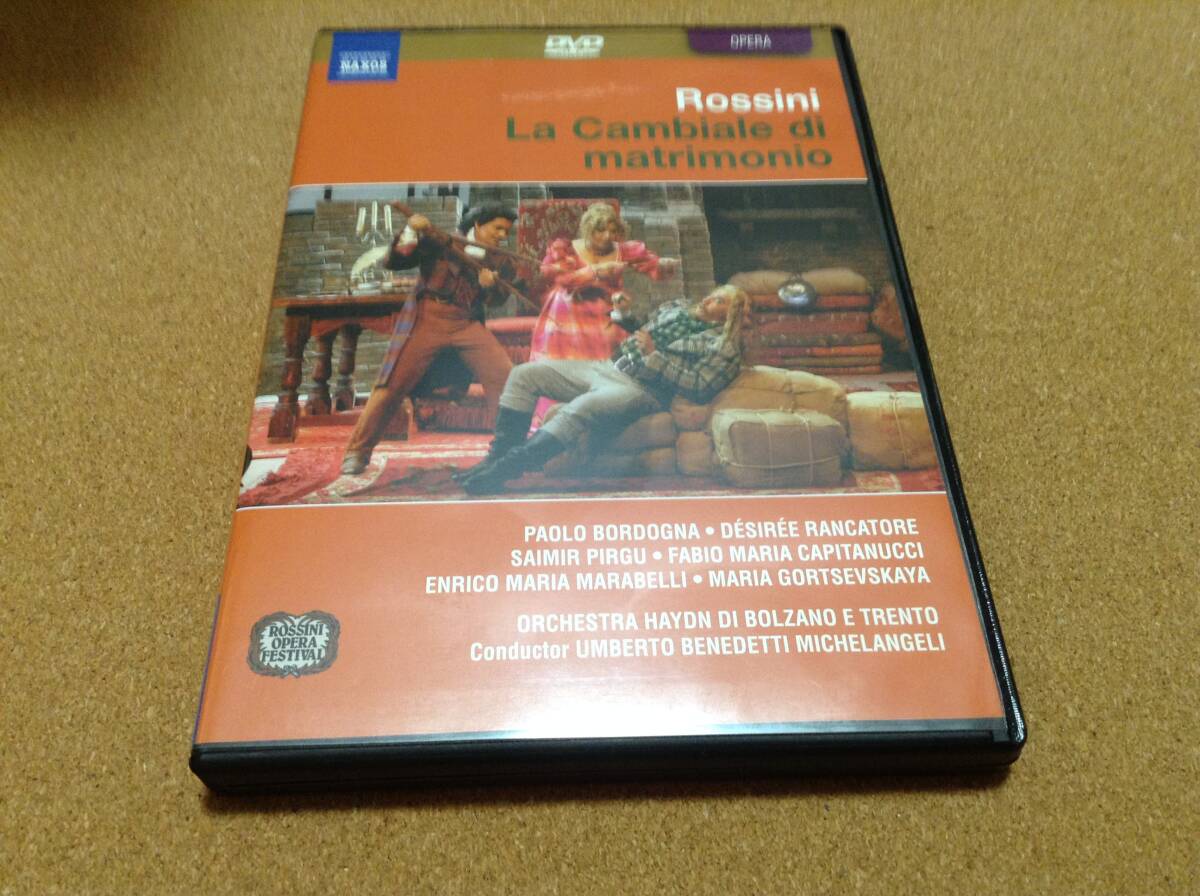 NAXOS
DVD
OPERA
Rossini
La Cambiale di
matrimonio
PAOLO BORDOGNA • DÉSIRÉE RANCATORE
SAIMIR PIRGU • FABIO MARIA CAPITANUCCI
ENRICO MARIA MARABELLI • MARIA GORTSEVSKAYA
ORCHESTRA HAYDN DI BOLZANO E TRENTO
Conductor UMBERTO BENEDETTI MICHELANGELI
ROSSINI
OPERA
FESTIVAL